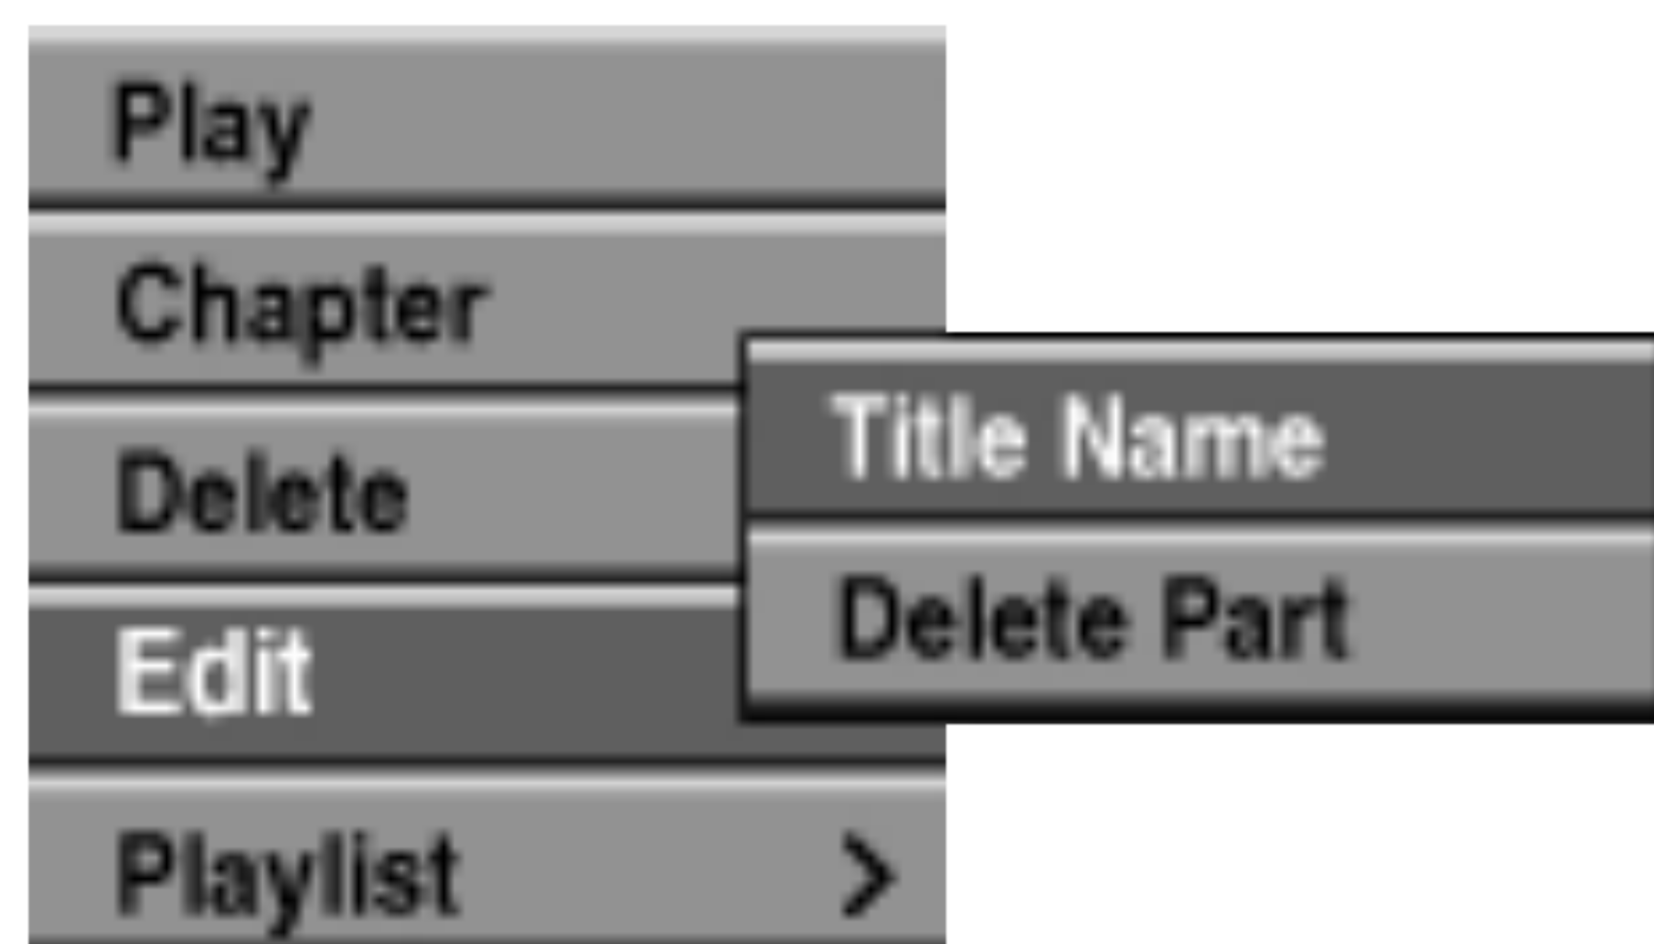 Play
Chapter
Delete
Edit
Playlist >
Title Name
Delete Part